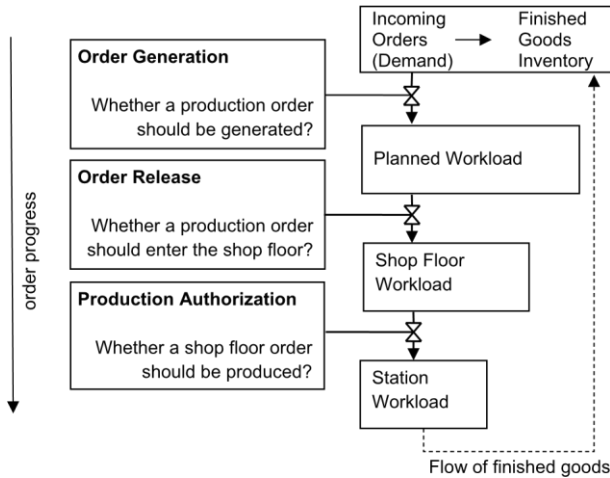 Incoming
Orders
(Demand)
Finished
Goods
Inventory
Order Generation
Whether a production order
should be generated?
Planned Workload
Order Release
Whether a production order
should enter the shop floor?
Shop Floor
Workload
Production Authorization
Whether a shop floor order
should be produced?
Station
Workload
order progress
Flow of finished goods